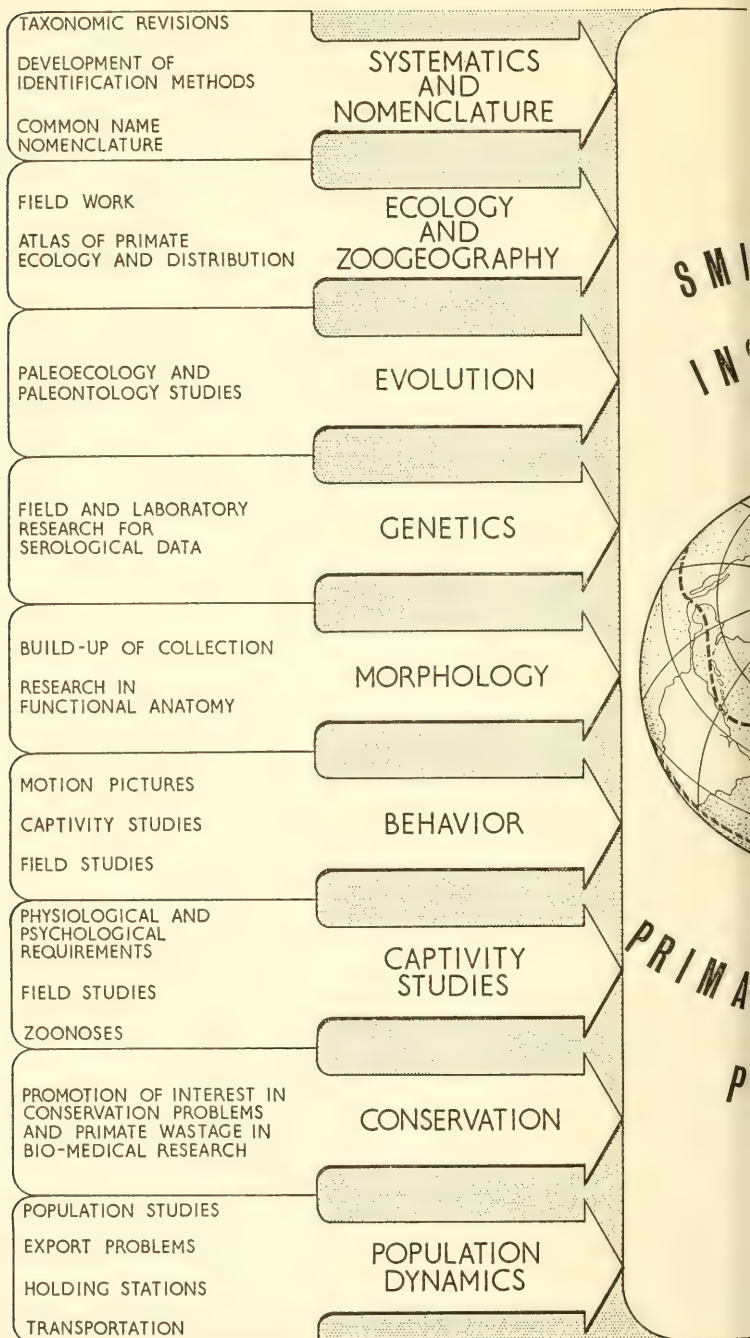 TAXONOMIC REVISIONS
DEVELOPMENT OF
IDENTIFICATION METHODS
COMMON NAME
NOMENCLATURE
SYSTEMATICS
AND
NOMENCLATURE
FIELD WORK
ATLAS OF PRIMATE
ECOLOGY AND DISTRIBUTION
ECOLOGY
AND
ZOOGEOGRAPHY
PALEOECOLOGY AND
PALEONTOLOGY STUDIES
EVOLUTION
FIELD AND LABORATORY
RESEARCH FOR
SEROLOGICAL DATA
GENETICS
BUILD-UP OF COLLECTION
RESEARCH IN
FUNCTIONAL ANATOMY
MORPHOLOGY
MOTION PICTURES
CAPTIVITY STUDIES
FIELD STUDIES
BEHAVIOR
PHYSIOLOGICAL AND
PSYCHOLOGICAL
REQUIREMENTS
FIELD STUDIES
ZOONOSES
CAPTIVITY
STUDIES
PROMOTION OF INTEREST IN
CONSERVATION PROBLEMS
AND PRIMATE WASTAGE IN
BIO-MEDICAL RESEARCH
CONSERVATION
POPULATION STUDIES
EXPORT PROBLEMS
HOLDING STATIONS
TRANSPORTATION
POPULATION
DYNAMICS
SMI
INS
PRIMA
P